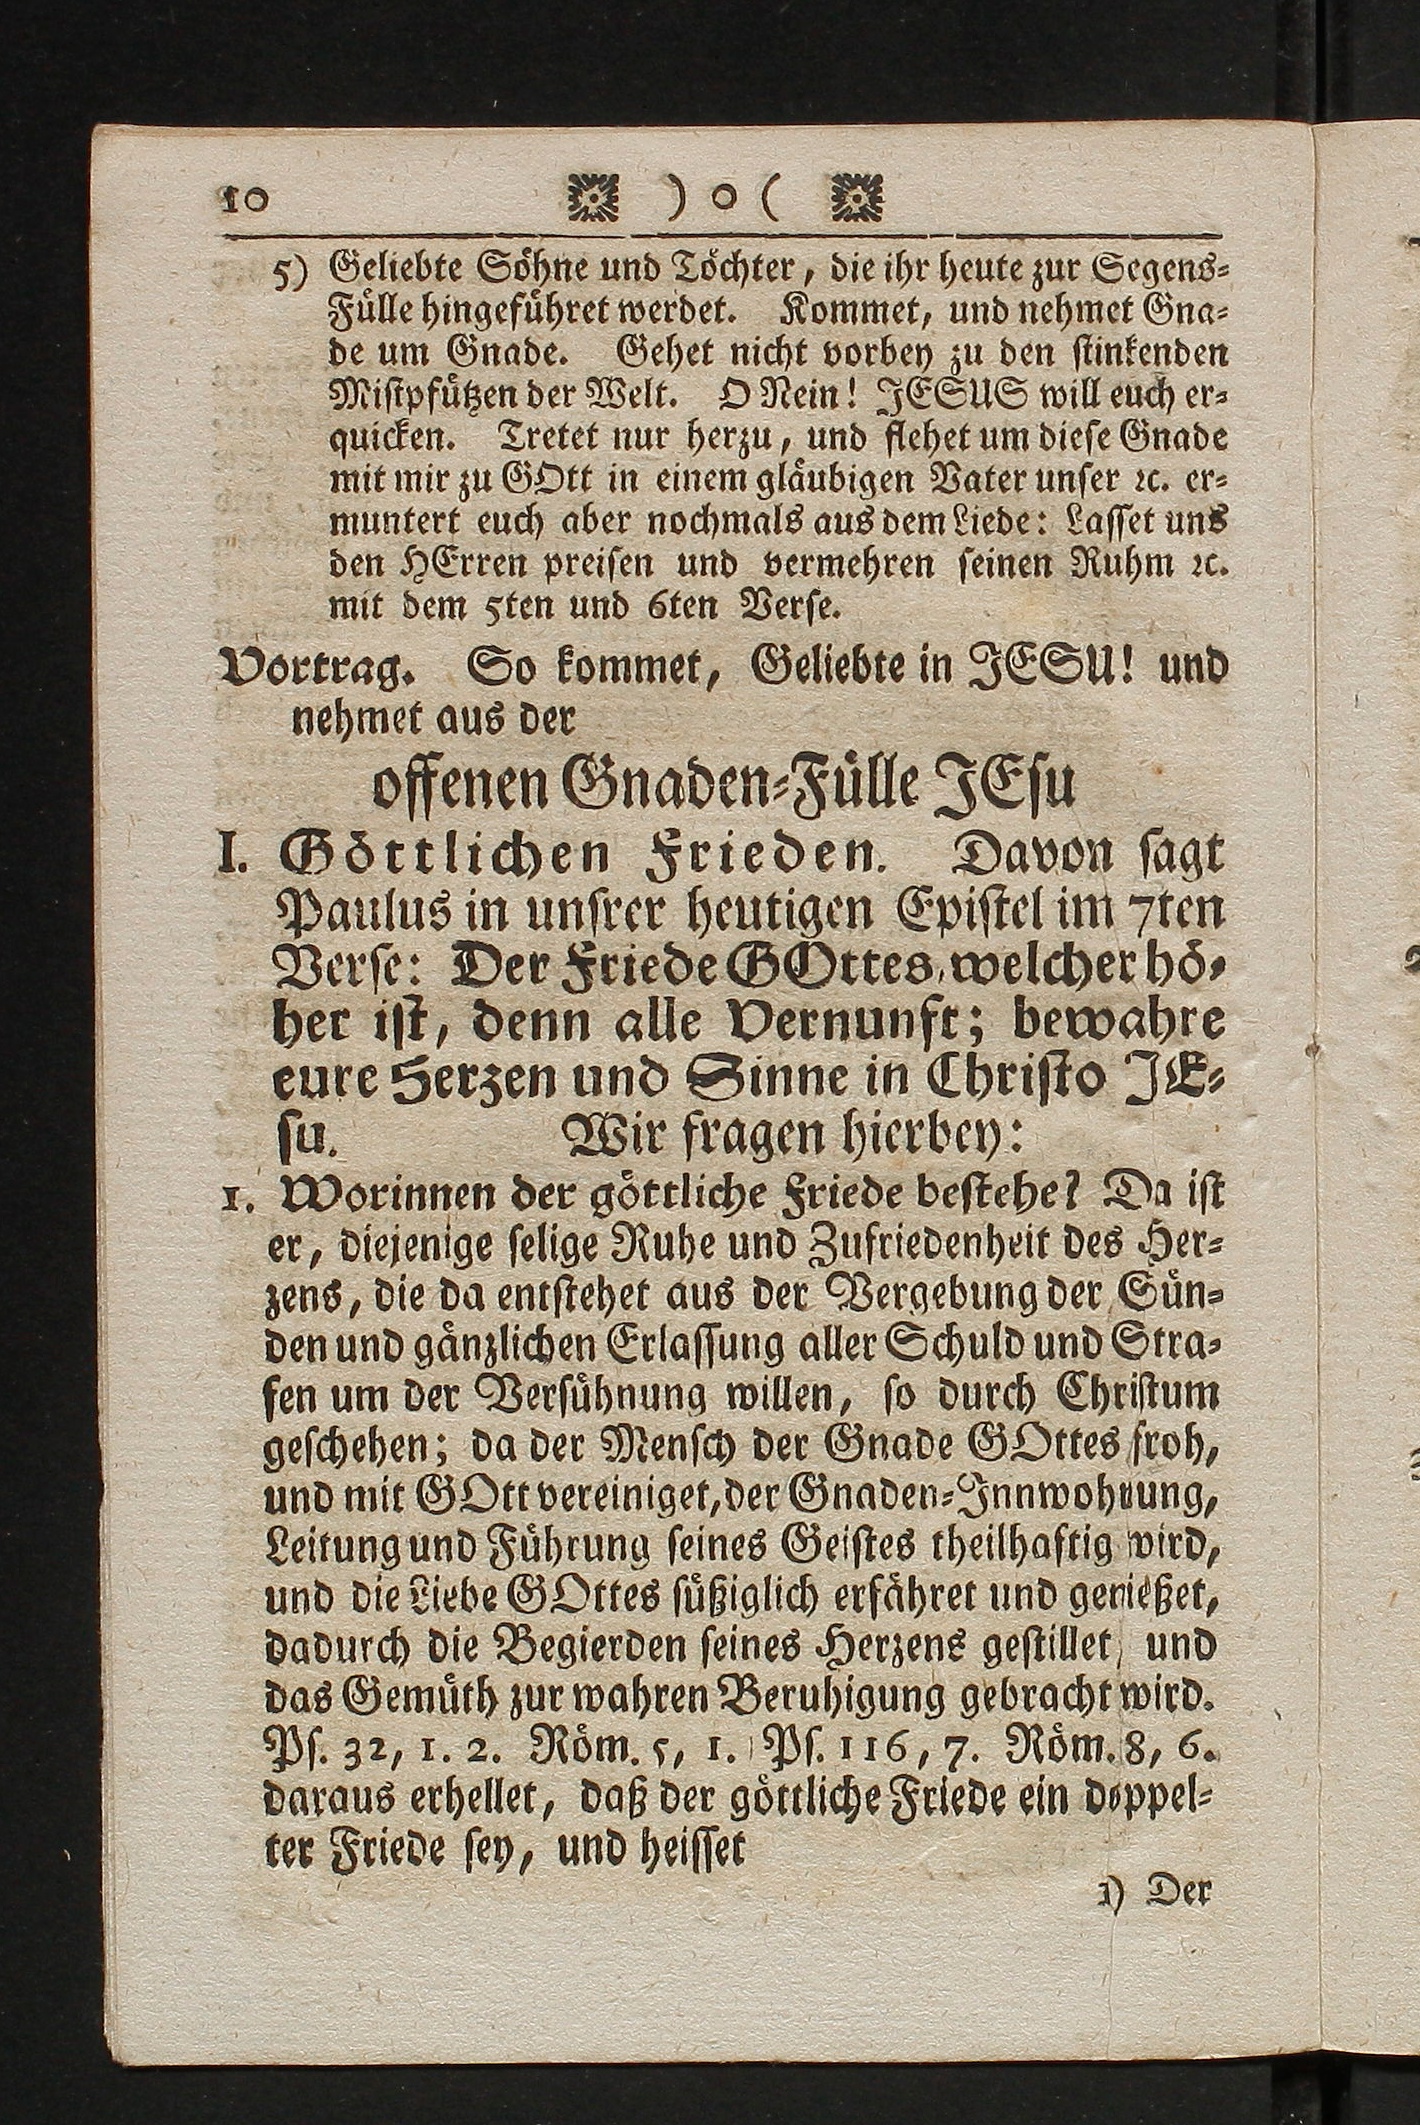 10 ) o (
5) Geliebte Söhne und Töchter, die ihr heute zur Segens-
Fülle hingeführet werdet. Kommet, und nehmet Gna-
de um Gnade. Gehet nicht vorbey zu den stinkenden
Mistpfützen der Welt. O Nein! JESUS will euch er-
quicken. Tretet nur herzu, und flehet um diese Gnade
mit mir zu GOtt in einem gläubigen Vater unser ꝛc. er-
muntert euch aber nochmals aus dem Liede: Lasset uns
den HErren preisen und vermehren seinen Ruhm ꝛc.
mit dem 5ten und 6ten Verse.
Vortrag. So kommet, Geliebte in JESU! und
nehmet aus der
offenen Gnaden-Fülle JEsu
I. Göttlichen Frieden. Davon sagt
Paulus in unsrer heutigen Epistel im 7ten
Verse: Der Friede GOttes, welcher hö-
her ist, denn alle Vernunft; bewahre
eure Herzen und Sinne in Christo JE-
su. Wir fragen hierbey:
1. Worinnen der göttliche Friede bestehe? Da ist
er, diejenige selige Ruhe und Zufriedenheit des Her-
zens, die da entstehet aus der Vergebung der Sün-
den und gänzlichen Erlassung aller Schuld und Stra-
fen um der Versühnung willen, so durch Christum
geschehen; da der Mensch der Gnade GOttes froh,
und mit GOtt vereiniget, der Gnaden-Innwohnung,
Leitung und Führung seines Geistes theilhaftig wird,
und die Liebe GOttes süßiglich erfähret und genießet,
dadurch die Begierden seines Herzens gestillet, und
das Gemüth zur wahren Beruhigung gebracht wird.
Ps. 32, 1. 2. Röm. 5, 1. Ps. 116, 7. Röm. 8, 6.
daraus erhellet, daß der göttliche Friede ein doppel-
ter Friede sey, und heisset
1) Der